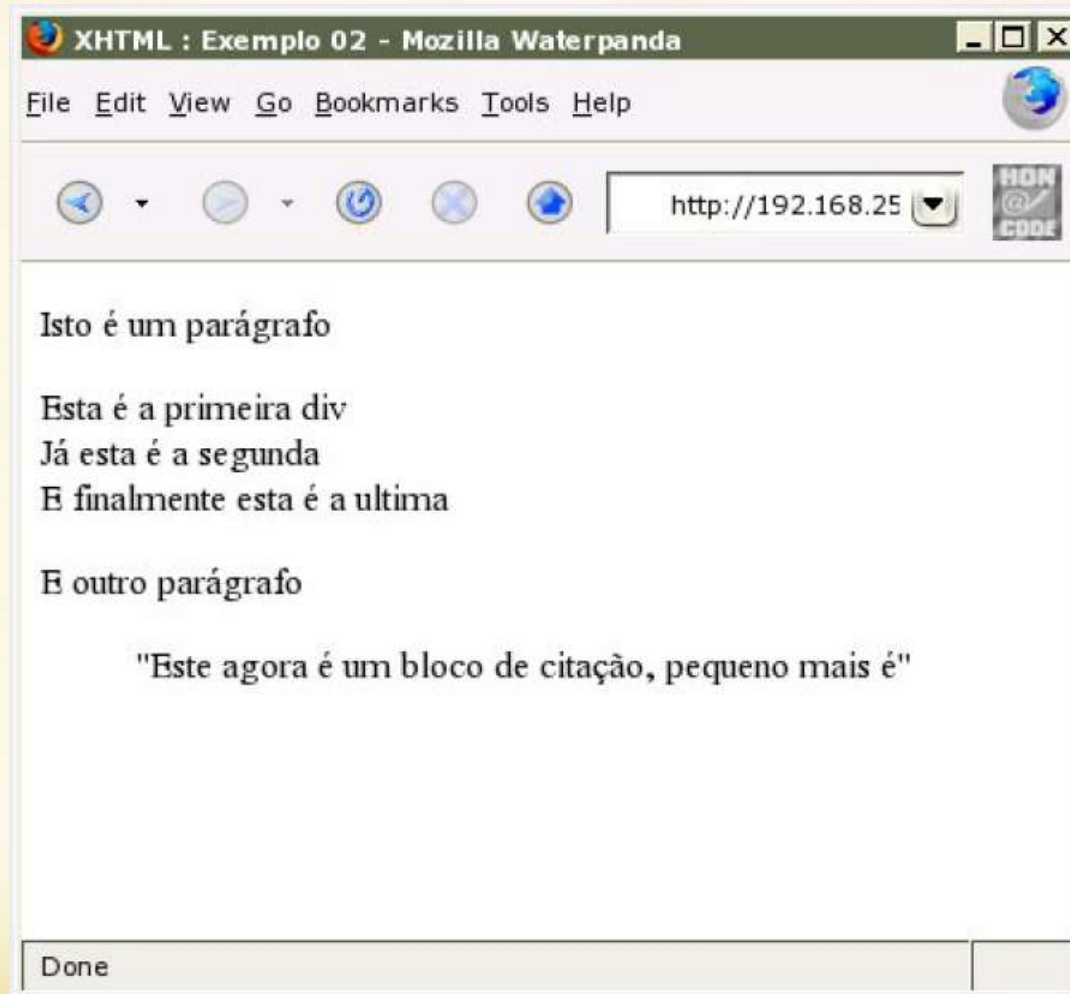 XHTML : Exemplo 02 - Mozilla Waterpanda
File Edit View Go Bookmarks Tools Help
http://192.168.25
HON
@
CODE
Isto é um parágrafo
Esta é a primeira div
Já esta é a segunda
E finalmente esta é a ultima
E outro parágrafo
"Este agora é um bloco de citação, pequeno mais é"
Done